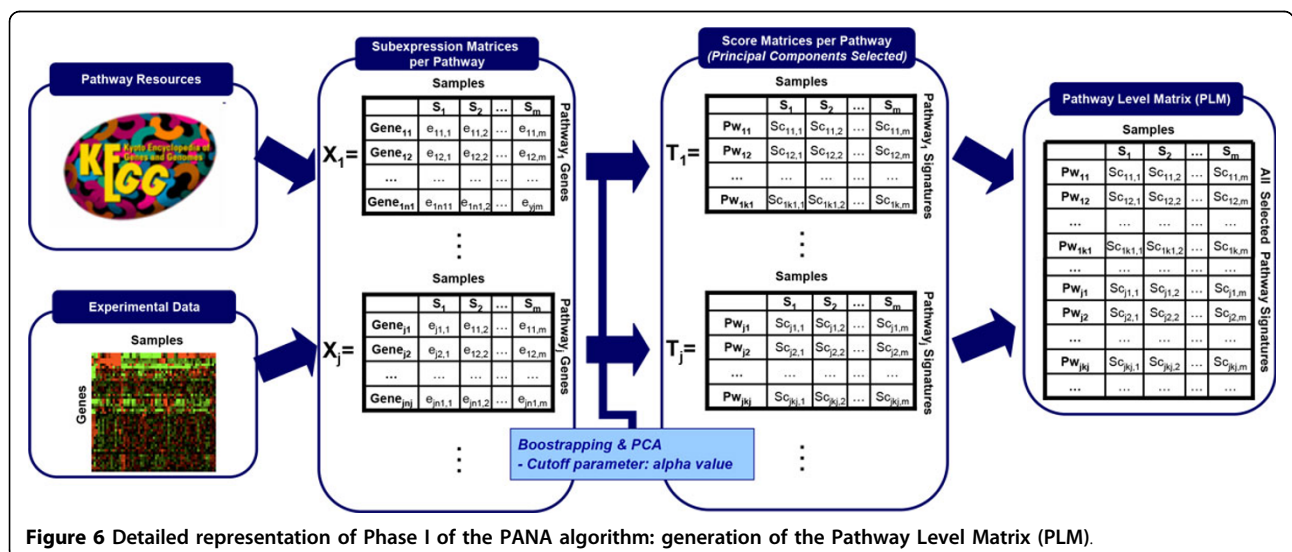 Pathway Resources
KEGG
Kyoto Encyclopedia
of Genes and Genomes
Experimental Data
Samples
Genes
Subexpression Matrices
per Pathway
Samples
S1 S2 ... Sm
X1=
Gene11 e11,1 e11,2 ... e11,m
Gene12 e12,1 e12,2 ... e12,m
... ... ... ...
Gene1n1 e1n11 e1n1,2 ... eyjm
Pathway1 Genes
Samples
S1 S2 ... Sm
Xj=
Genej1 ej1,1 e11,2 ... e11,m
Genej2 ej2,1 e12,2 ... e12,m
... ... ... ...
Genejnj ejn1,1 ejn1,2 ... ejn1,m
Pathwayj Genes
Boostrapping & PCA
- Cutoff parameter: alpha value
Score Matrices per Pathway
(Principal Components Selected)
Samples
S1 S2 ... Sm
T1=
Pw11 Sc11,1 Sc11,2 ... Sc11,m
Pw12 Sc12,1 Sc12,2 ... Sc12,m
... ... ... ...
Pw1k1 Sc1k1,1 Sc1k1,2 ... Sc1k,m
Pathway1 Signatures
Samples
S1 S2 ... Sm
Tj=
Pwj1 Scj1,1 Scj1,2 ... Scj1,m
Pwj2 Scj2,1 Scj2,2 ... Scj2,m
... ... ... ...
Pwjkj Scjkj,1 Scjkj,2 ... Scjkj,m
Pathwayj Signatures
Pathway Level Matrix (PLM)
Samples
S1 S2 ... Sm
Pw11 Sc11,1 Sc11,2 ... Sc11,m
Pw12 Sc12,1 Sc12,2 ... Sc12,m
... ... ... ... ...
Pw1k1 Sc1k1,1 Sc1k1,2 ... Sc1k,m
... ... ... ... ...
Pwj1 Scj1,1 Scj1,2 ... Scj1,m
Pwj2 Scj2,1 Scj2,2 ... Scj2,m
... ... ... ... ...
Pwjkj Scjkj,1 Scjkj,2 ... Scjkj,m
... ... ... ... ...
All Selected Pathway Signatures
Figure 6 Detailed representation of Phase I of the PANA algorithm: generation of the Pathway Level Matrix (PLM).